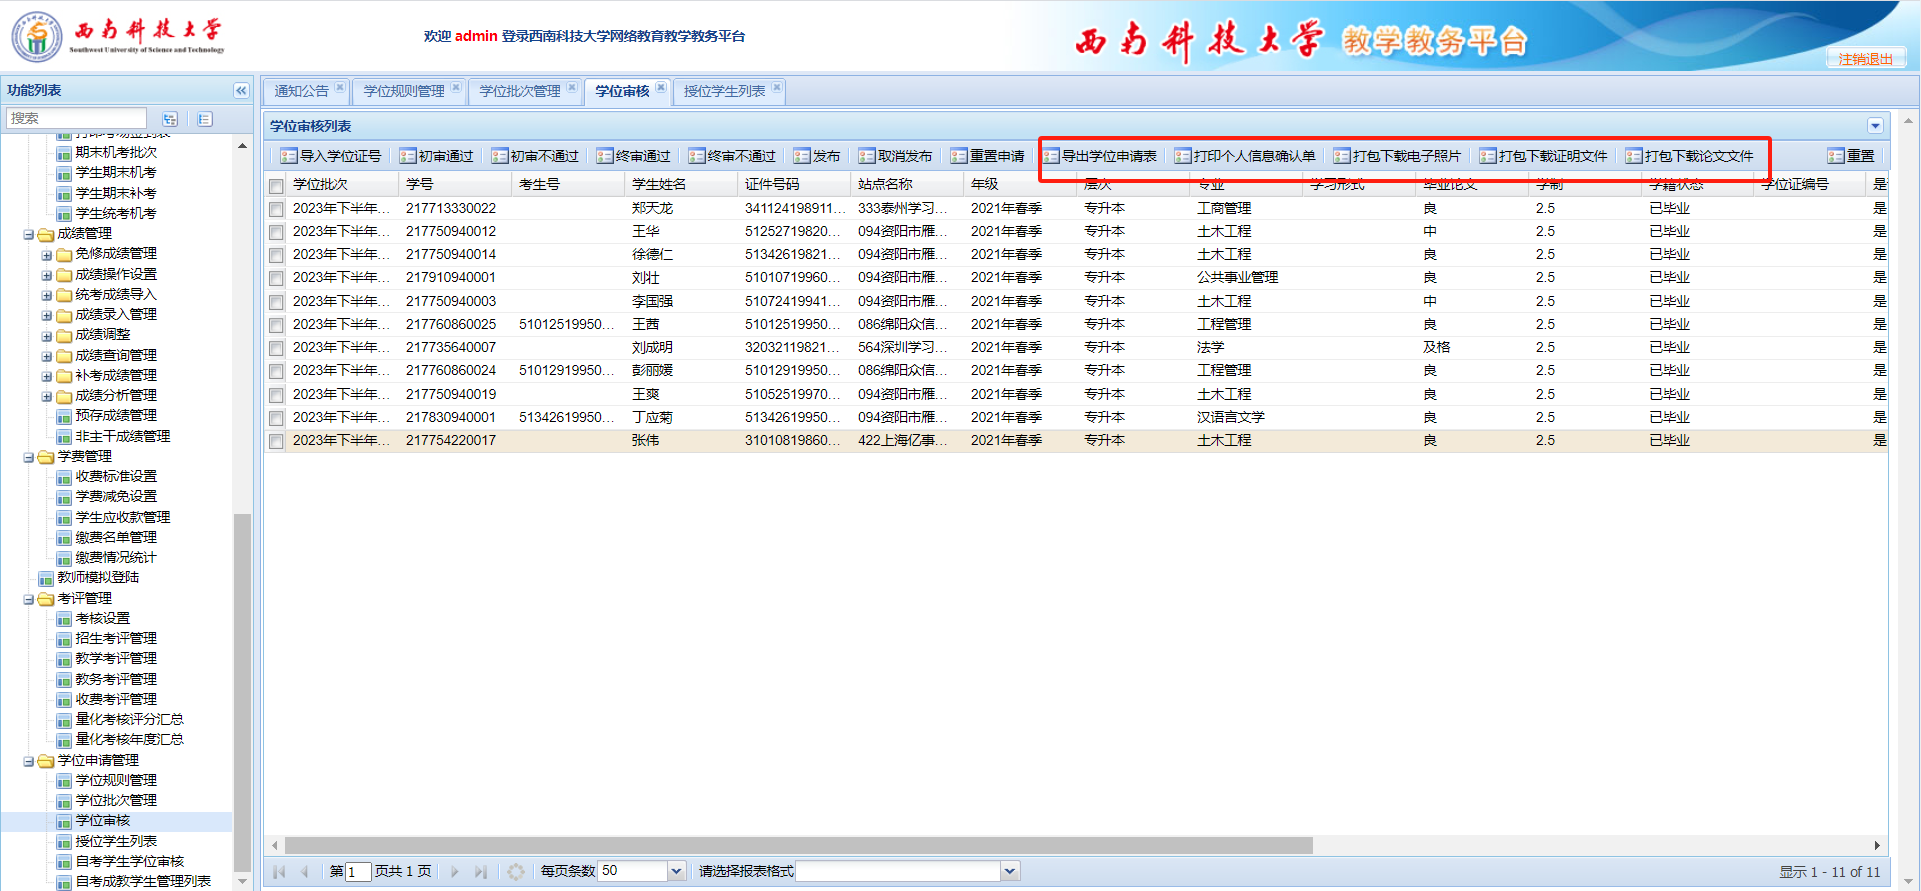 西南科技大学
Southwest University of Science and Technology
欢迎 admin 登录西南科技大学网络教育教学教务平台
西南科技大学 教学教务平台
注销退出
功能列表
搜索
期末机考批次
学生期末机考
学生期末补考
学生统考机考
成绩管理
免修成绩管理
成绩操作设置
统考成绩导入
成绩录入管理
成绩调整
成绩查询管理
补考成绩管理
成绩分析管理
预存成绩管理
非主干成绩管理
学费管理
收费标准设置
学费减免设置
学生应收款管理
缴费名单管理
缴费情况统计
教师模拟登陆
考评管理
考核设置
招生考评管理
教学考评管理
教务考评管理
收费考评管理
量化考核评分汇总
量化考核年度汇总
学位申请管理
学位规则管理
学位批次管理
学位审核
授位学生列表
自考学生学位审核
自考成教学生管理列表
通知公告 学位规则管理 学位批次管理 学位审核 授位学生列表
学位审核列表
导入学位证号 初审通过 初审不通过 终审通过 终审不通过 发布 取消发布 重置申请 导出学位申请表 打印个人信息确认单 打包下载电子照片 打包下载证明文件 打包下载论文文件 重置
学位批次 学号 考生号 学生姓名 证件号码 站点名称 年级 层次 专业 学习形式 毕业论文 学制 学籍状态 学位证编号 是
2023年下半年... 217713330022 郑天龙 341124198911... 333泰州学习... 2021年春季 专升本 工商管理 良 2.5 已毕业 是
2023年下半年... 217750940012 王华 51252719820... 094资阳市雁... 2021年春季 专升本 土木工程 中 2.5 已毕业 是
2023年下半年... 217750940014 徐德仁 51342619821... 094资阳市雁... 2021年春季 专升本 土木工程 良 2.5 已毕业 是
2023年下半年... 217910940001 刘壮 51010719960... 094资阳市雁... 2021年春季 专升本 公共事业管理 良 2.5 已毕业 是
2023年下半年... 217750940003 李国强 51072419941... 094资阳市雁... 2021年春季 专升本 土木工程 中 2.5 已毕业 是
2023年下半年... 217760860025 51012519950... 王茜 51012519950... 086绵阳众信... 2021年春季 专升本 工程管理 良 2.5 已毕业 是
2023年下半年... 217735640007 刘成明 32032119821... 564深圳学习... 2021年春季 专升本 法学 及格 2.5 已毕业 是
2023年下半年... 217760860024 51012919950... 彭丽媛 51012919950... 086绵阳众信... 2021年春季 专升本 工程管理 良 2.5 已毕业 是
2023年下半年... 217750940019 王爽 51052519970... 094资阳市雁... 2021年春季 专升本 土木工程 良 2.5 已毕业 是
2023年下半年... 217830940001 51342619950... 丁应菊 51342619950... 094资阳市雁... 2021年春季 专升本 汉语言文学 良 2.5 已毕业 是
2023年下半年... 217754220017 张伟 31010819860... 422上海亿事... 2021年春季 专升本 土木工程 良 2.5 已毕业 是
第 1 页共 1 页 每页条数 50 请选择报表格式 显示 1 - 11 of 11